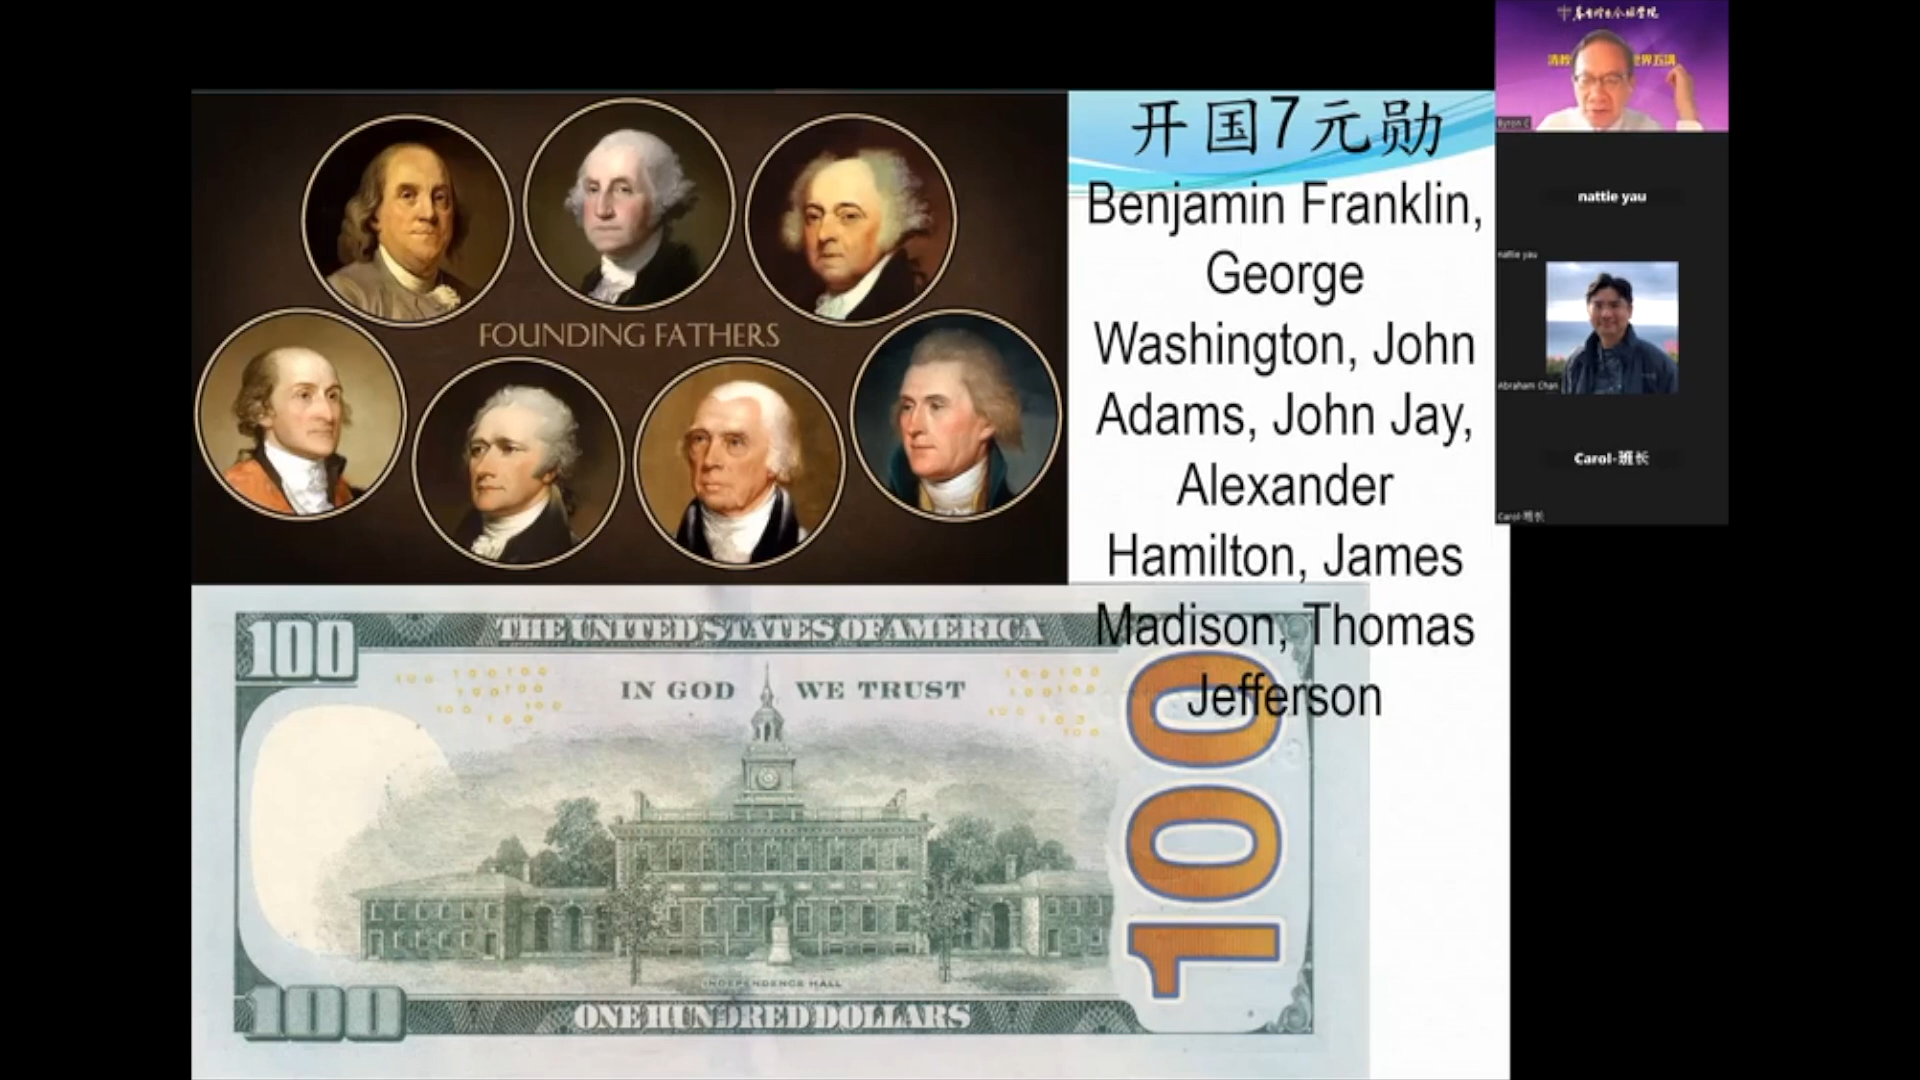 FOUNDING FATHERS
开国7元勋
Benjamin Franklin,
George
Washington, John
Adams, John Jay,
Alexander
Hamilton, James
Madison, Thomas
Jefferson
100
THE UNITED STATES OF AMERICA
IN GOD WE TRUST
100
INDEPENDENCE HALL
100
ONE HUNDRED DOLLARS
Byron C
nattie yau
nattie yau
Abraham Chan
Carol-班长
Carol-班长